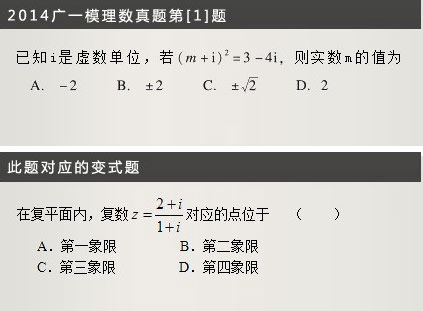 2014广一模理数真题第[1]题
已知i是虚数单位，若(m+i)²=3-4i，则实数m的值为
A. -2 B. ±2 C. ±√2 D. 2
此题对应的变式题
在复平面内，复数z=(2+i)/(1+i)对应的点位于 （ ）
A．第一象限 B．第二象限
C．第三象限 D．第四象限